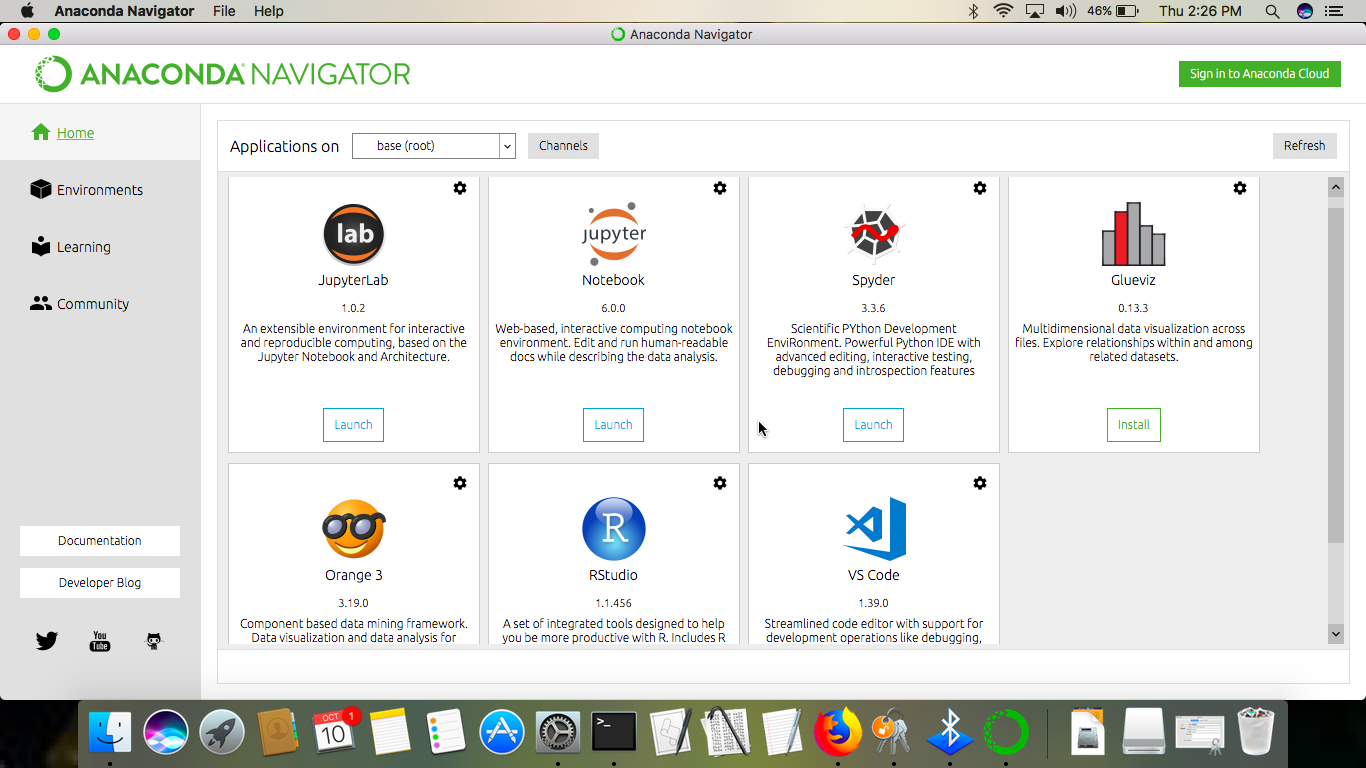 Anaconda Navigator File Help 46% Thu 2:26 PM
Anaconda Navigator
ANACONDA NAVIGATOR
Sign in to Anaconda Cloud
Home
Environments
Learning
Community
Documentation
Developer Blog
You
Tube
Applications on base (root) Channels Refresh
lab
JupyterLab
1.0.2
An extensible environment for interactive
and reproducible computing, based on the
Jupyter Notebook and Architecture.
Launch
jupyter
Notebook
6.0.0
Web-based, interactive computing notebook
environment. Edit and run human-readable
docs while describing the data analysis.
Launch
Spyder
3.3.6
Scientific PYthon Development
EnviRonment. Powerful Python IDE with
advanced editing, interactive testing,
debugging and introspection features
Launch
Glueviz
0.13.3
Multidimensional data visualization across
files. Explore relationships within and among
related datasets.
Install
Orange 3
3.19.0
Component based data mining framework.
Data visualization and data analysis for
R
RStudio
1.1.456
A set of integrated tools designed to help
you be more productive with R. Includes R
VS Code
1.39.0
Streamlined code editor with support for
development operations like debugging,
OCT
10
1
>_